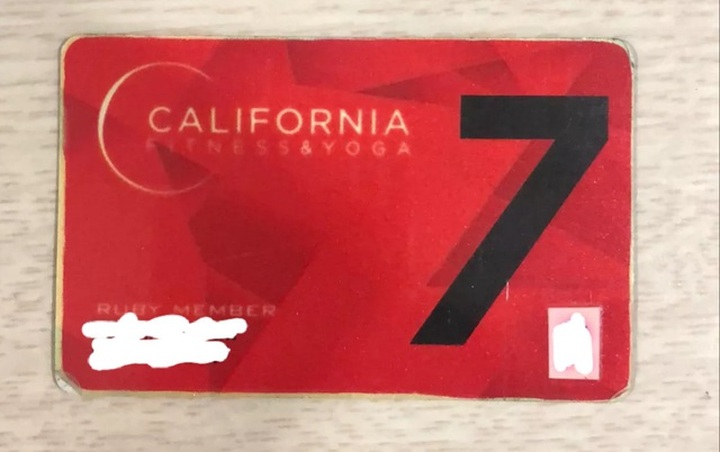 CALIFORNIA
FITNESS&YOGA
7
RUBY MEMBER